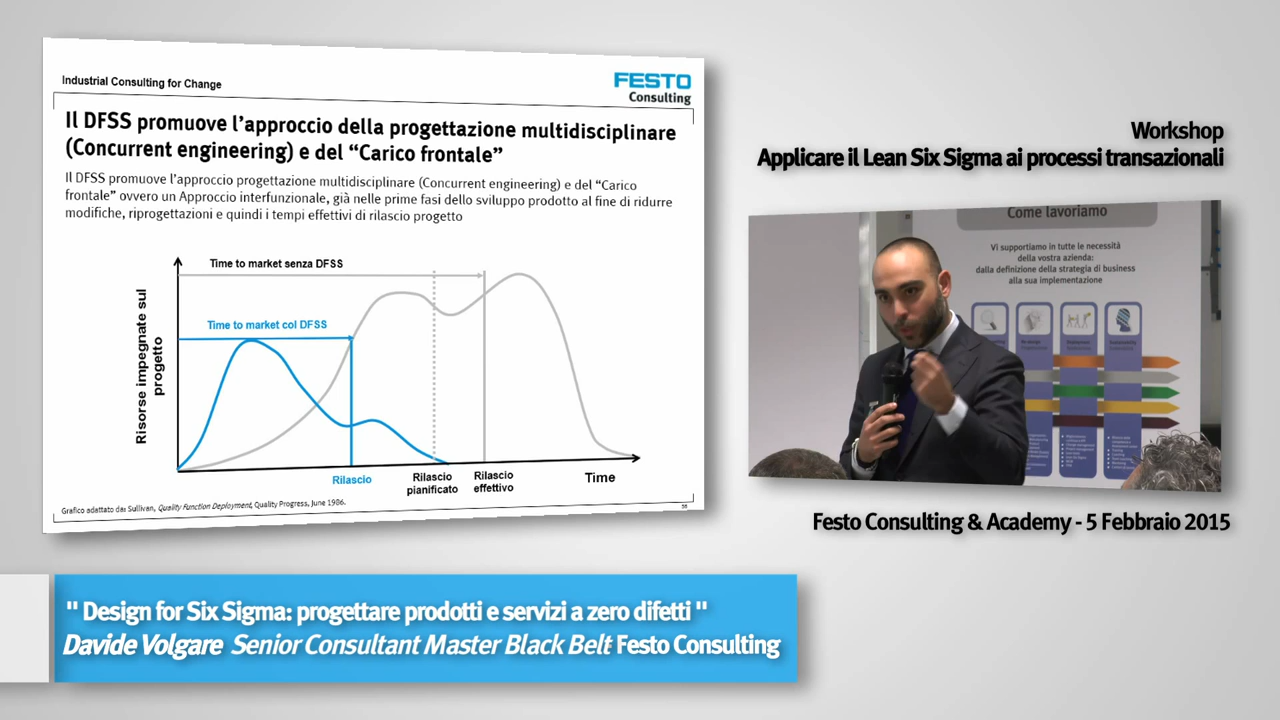 Industrial Consulting for Change
FESTO
Consulting
Il DFSS promuove l'approccio della progettazione multidisciplinare
(Concurrent engineering) e del "Carico frontale"
Il DFSS promuove l'approccio progettazione multidisciplinare (Concurrent engineering) e del "Carico
frontale" ovvero un Approccio interfunzionale, già nelle prime fasi dello sviluppo prodotto al fine di ridurre
modifiche, riprogettazioni e quindi i tempi effettivi di rilascio progetto
Time to market senza DFSS
Time to market col DFSS
Risorse impegnate sul
progetto
Rilascio
Rilascio
pianificato
Rilascio
effettivo
Time
Grafico adattato da: Sullivan, Quality Function Deployment, Quality Progress, June 1986.
Workshop
Applicare il Lean Six Sigma ai processi transazionali
Come lavoriamo
Vi supportiamo in tutte le necessità
della vostra azienda:
dalla definizione della strategia di business
alla sua implementazione
Festo Consulting & Academy - 5 Febbraio 2015
" Design for Six Sigma: progettare prodotti e servizi a zero difetti "
Davide Volgare Senior Consultant Master Black Belt Festo Consulting